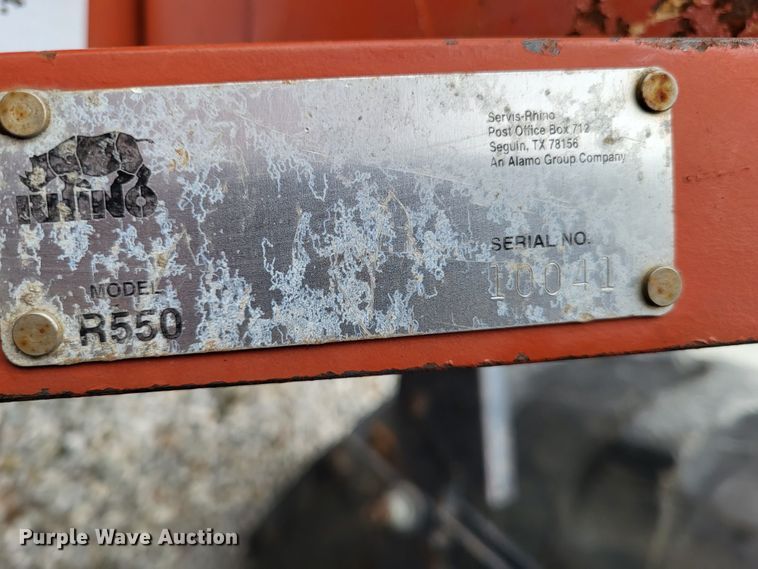 Servis-Rhino
Post Office Box 712
Seguin, TX 78156
An Alamo Group Company
RHINO
SERIAL NO.
10041
MODEL
R550
Purple Wave Auction